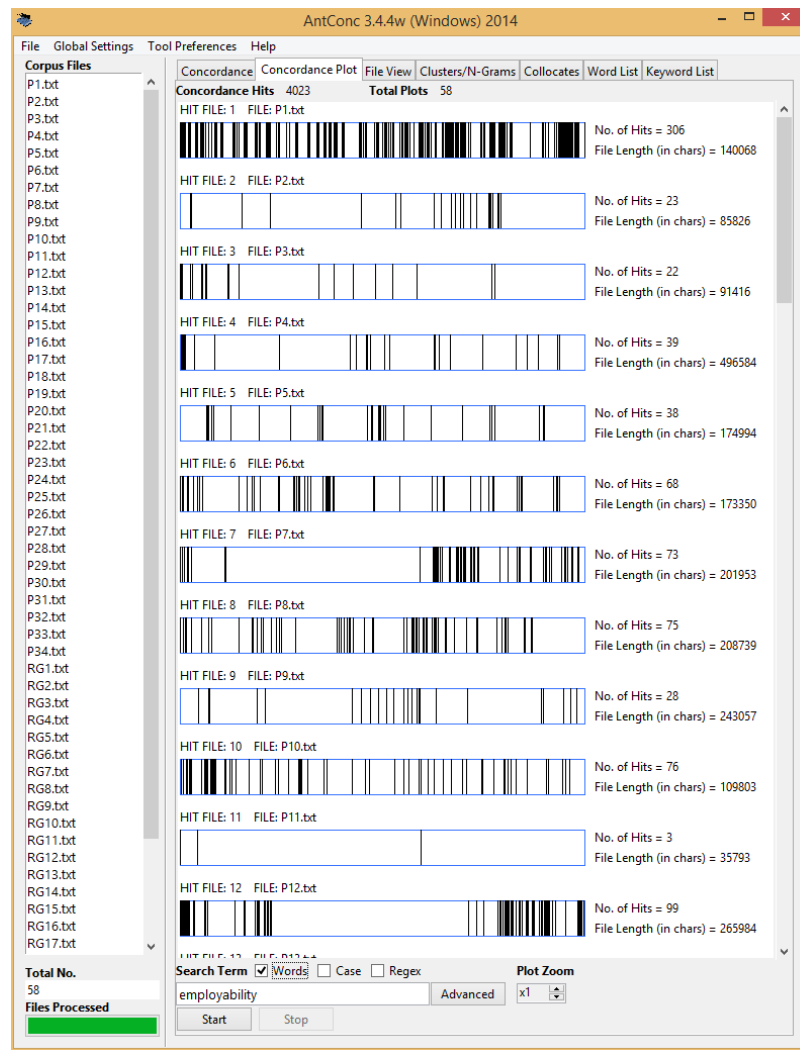 AntConc 3.4.4w (Windows) 2014
File Global Settings Tool Preferences Help
Corpus Files
P1.txt
P2.txt
P3.txt
P4.txt
P5.txt
P6.txt
P7.txt
P8.txt
P9.txt
P10.txt
P11.txt
P12.txt
P13.txt
P14.txt
P15.txt
P16.txt
P17.txt
P18.txt
P19.txt
P20.txt
P21.txt
P22.txt
P23.txt
P24.txt
P25.txt
P26.txt
P27.txt
P28.txt
P29.txt
P30.txt
P31.txt
P32.txt
P33.txt
P34.txt
RG1.txt
RG2.txt
RG3.txt
RG4.txt
RG5.txt
RG6.txt
RG7.txt
RG8.txt
RG9.txt
RG10.txt
RG11.txt
RG12.txt
RG13.txt
RG14.txt
RG15.txt
RG16.txt
RG17.txt
Total No.
58
Files Processed
Concordance Concordance Plot File View Clusters/N-Grams Collocates Word List Keyword List
Concordance Hits 4023 Total Plots 58
HIT FILE: 1 FILE: P1.txt
No. of Hits = 306
File Length (in chars) = 140068
HIT FILE: 2 FILE: P2.txt
No. of Hits = 23
File Length (in chars) = 85826
HIT FILE: 3 FILE: P3.txt
No. of Hits = 22
File Length (in chars) = 91416
HIT FILE: 4 FILE: P4.txt
No. of Hits = 39
File Length (in chars) = 496584
HIT FILE: 5 FILE: P5.txt
No. of Hits = 38
File Length (in chars) = 174994
HIT FILE: 6 FILE: P6.txt
No. of Hits = 68
File Length (in chars) = 173350
HIT FILE: 7 FILE: P7.txt
No. of Hits = 73
File Length (in chars) = 201953
HIT FILE: 8 FILE: P8.txt
No. of Hits = 75
File Length (in chars) = 208739
HIT FILE: 9 FILE: P9.txt
No. of Hits = 28
File Length (in chars) = 243057
HIT FILE: 10 FILE: P10.txt
No. of Hits = 76
File Length (in chars) = 109803
HIT FILE: 11 FILE: P11.txt
No. of Hits = 3
File Length (in chars) = 35793
HIT FILE: 12 FILE: P12.txt
No. of Hits = 99
File Length (in chars) = 265984
HIT FILE: 13 FILE: P13.txt
Search Term Words Case Regex Plot Zoom
employability Advanced x1
Start Stop